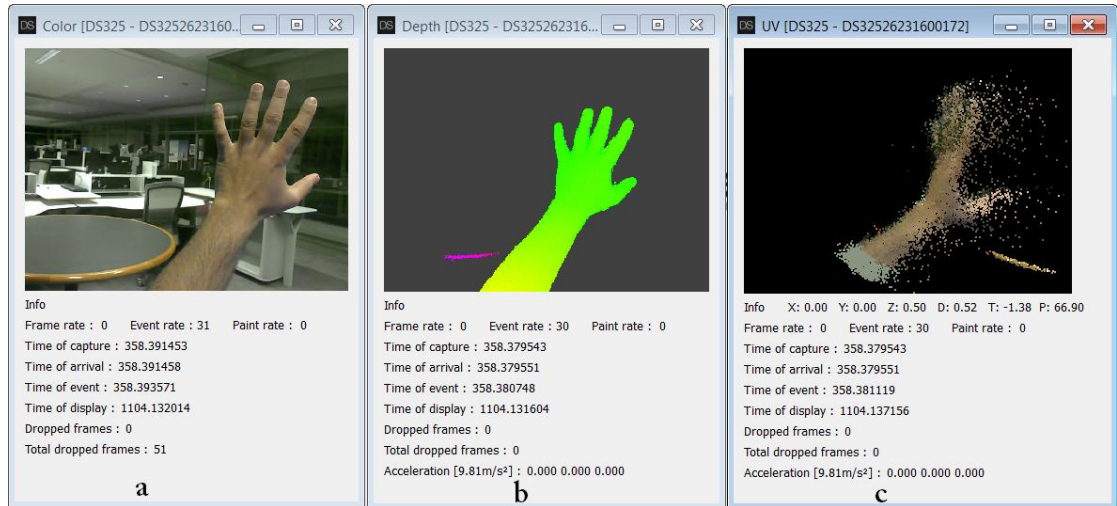 DS Color [DS325 - DS3252623160...
Info
Frame rate : 0 Event rate : 31 Paint rate : 0
Time of capture : 358.391453
Time of arrival : 358.391458
Time of event : 358.393571
Time of display : 1104.132014
Dropped frames : 0
Total dropped frames : 51
a
DS Depth [DS325 - DS325262316...
Info
Frame rate : 0 Event rate : 30 Paint rate : 0
Time of capture : 358.379543
Time of arrival : 358.379551
Time of event : 358.380748
Time of display : 1104.131604
Dropped frames : 0
Total dropped frames : 0
Acceleration [9.81m/s²] : 0.000 0.000 0.000
b
DS UV [DS325 - DS32526231600172]
Info X: 0.00 Y: 0.00 Z: 0.50 D: 0.52 T: -1.38 P: 66.90
Frame rate : 0 Event rate : 30 Paint rate : 0
Time of capture : 358.379543
Time of arrival : 358.379551
Time of event : 358.381119
Time of display : 1104.137156
Dropped frames : 0
Total dropped frames : 0
Acceleration [9.81m/s²] : 0.000 0.000 0.000
c